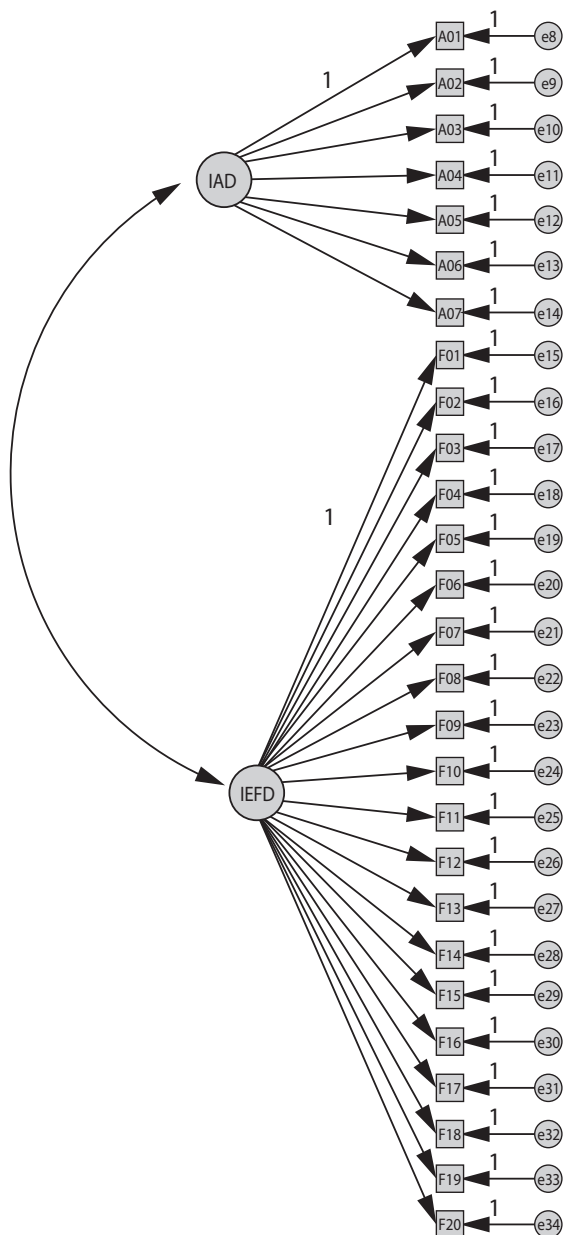 A01 1 e8
1
A02 1 e9
A03 1 e10
IAD
A04 1 e11
A05 1 e12
A06 1 e13
A07 1 e14
F01 1 e15
F02 1 e16
F03 1 e17
F04 1 e18
1
F05 1 e19
F06 1 e20
F07 1 e21
F08 1 e22
F09 1 e23
F10 1 e24
IEFD
F11 1 e25
F12 1 e26
F13 1 e27
F14 1 e28
F15 1 e29
F16 1 e30
F17 1 e31
F18 1 e32
F19 1 e33
F20 1 e34